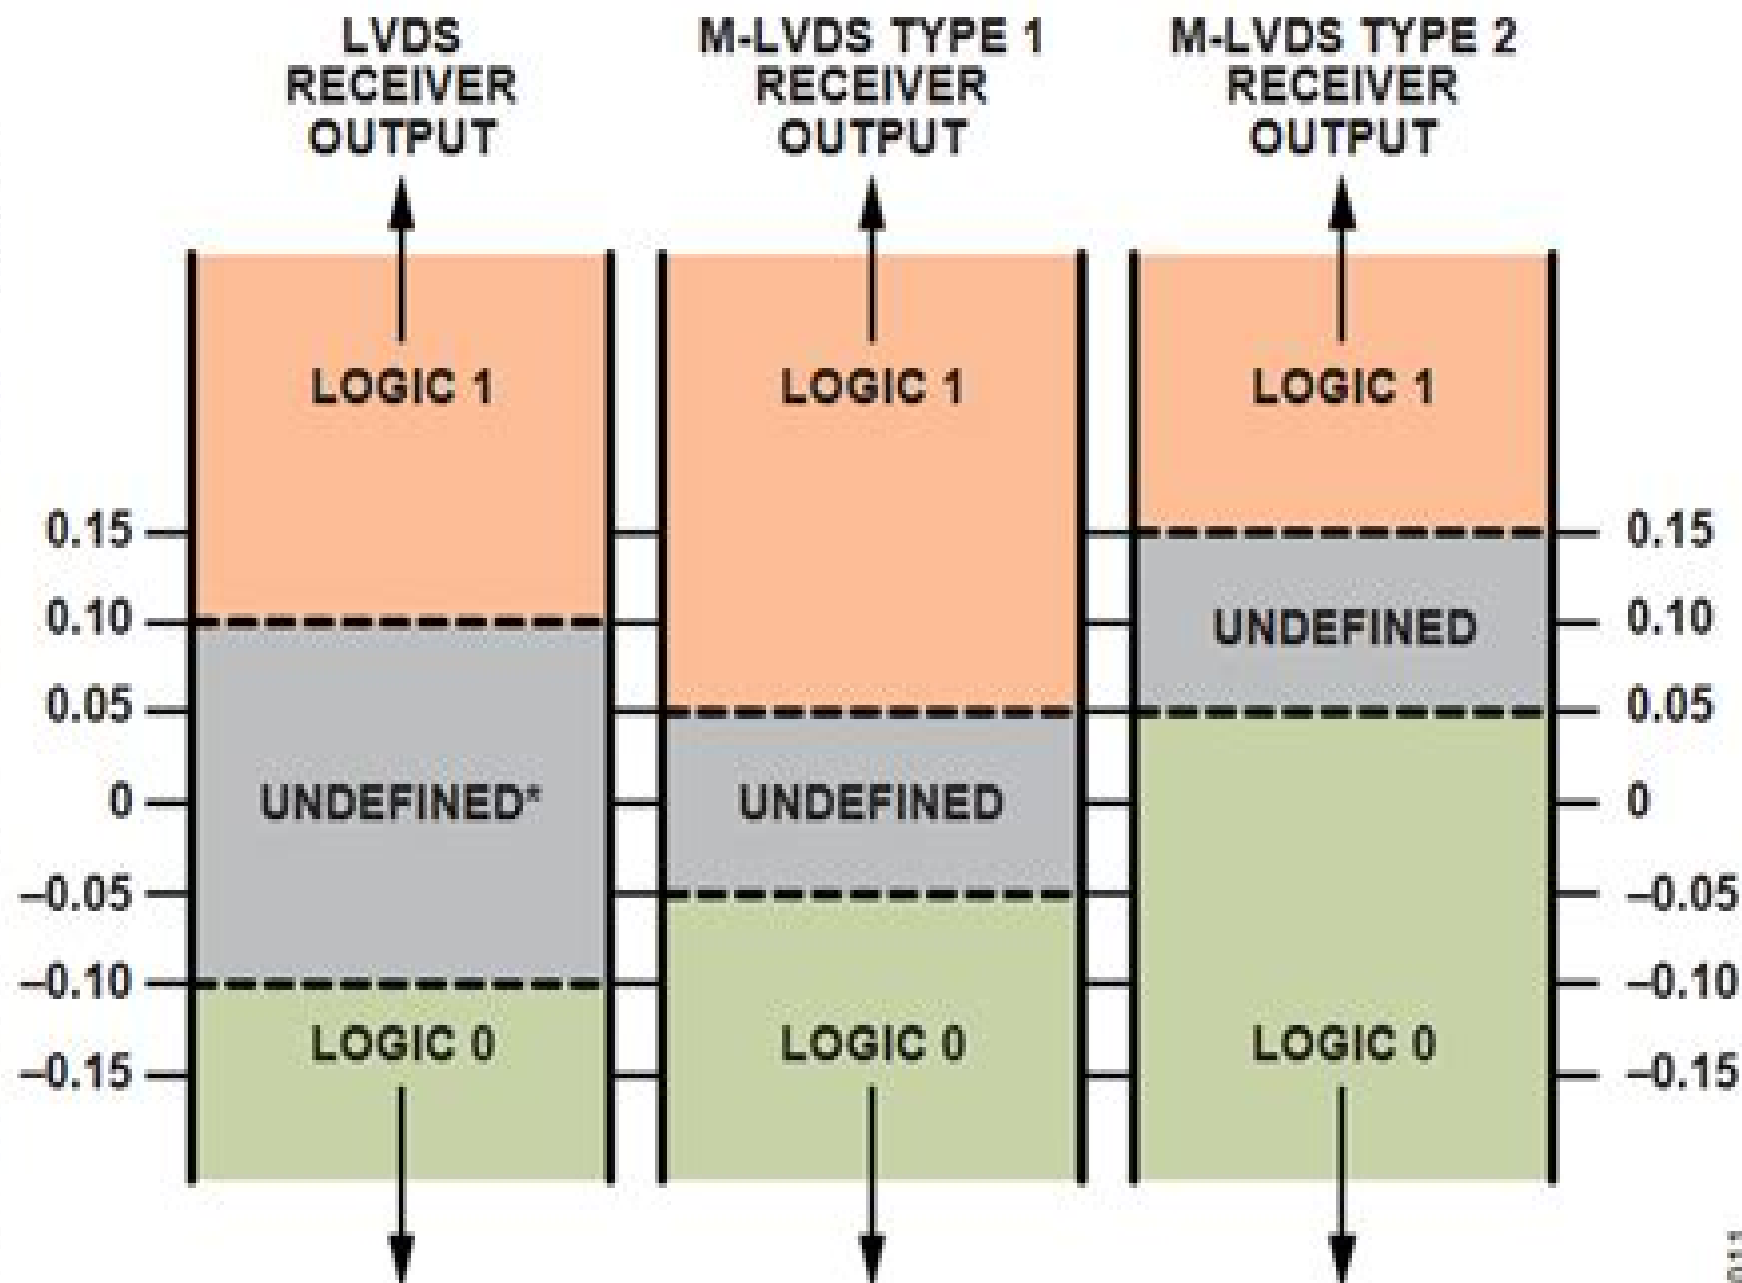 LVDS
RECEIVER
OUTPUT
M-LVDS TYPE 1
RECEIVER
OUTPUT
M-LVDS TYPE 2
RECEIVER
OUTPUT
LOGIC 1
LOGIC 1
LOGIC 1
0.15
0.15
0.10
UNDEFINED
0.10
0.05
0.05
0
UNDEFINED*
UNDEFINED
0
–0.05
–0.05
–0.10
–0.10
LOGIC 0
LOGIC 0
LOGIC 0
–0.15
–0.15